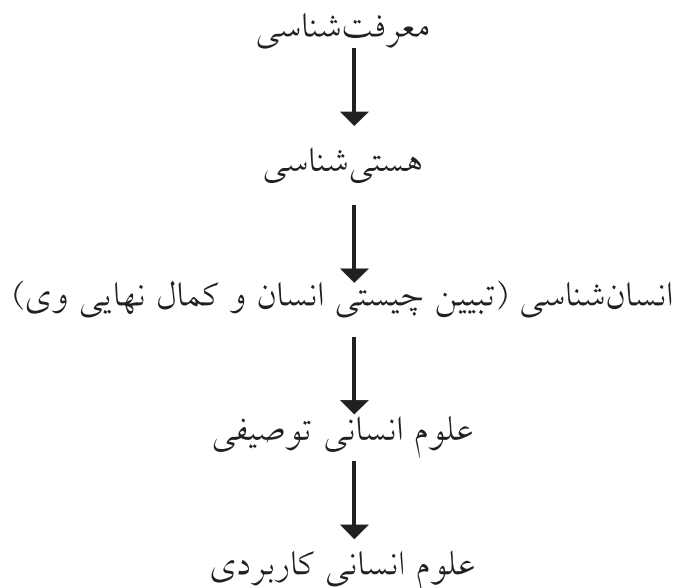 معرفت‌شناسی
هستی‌شناسی
انسان‌شناسی (تبیین چیستی انسان و کمال نهایی وی)
علوم انسانی توصیفی
علوم انسانی کاربردی